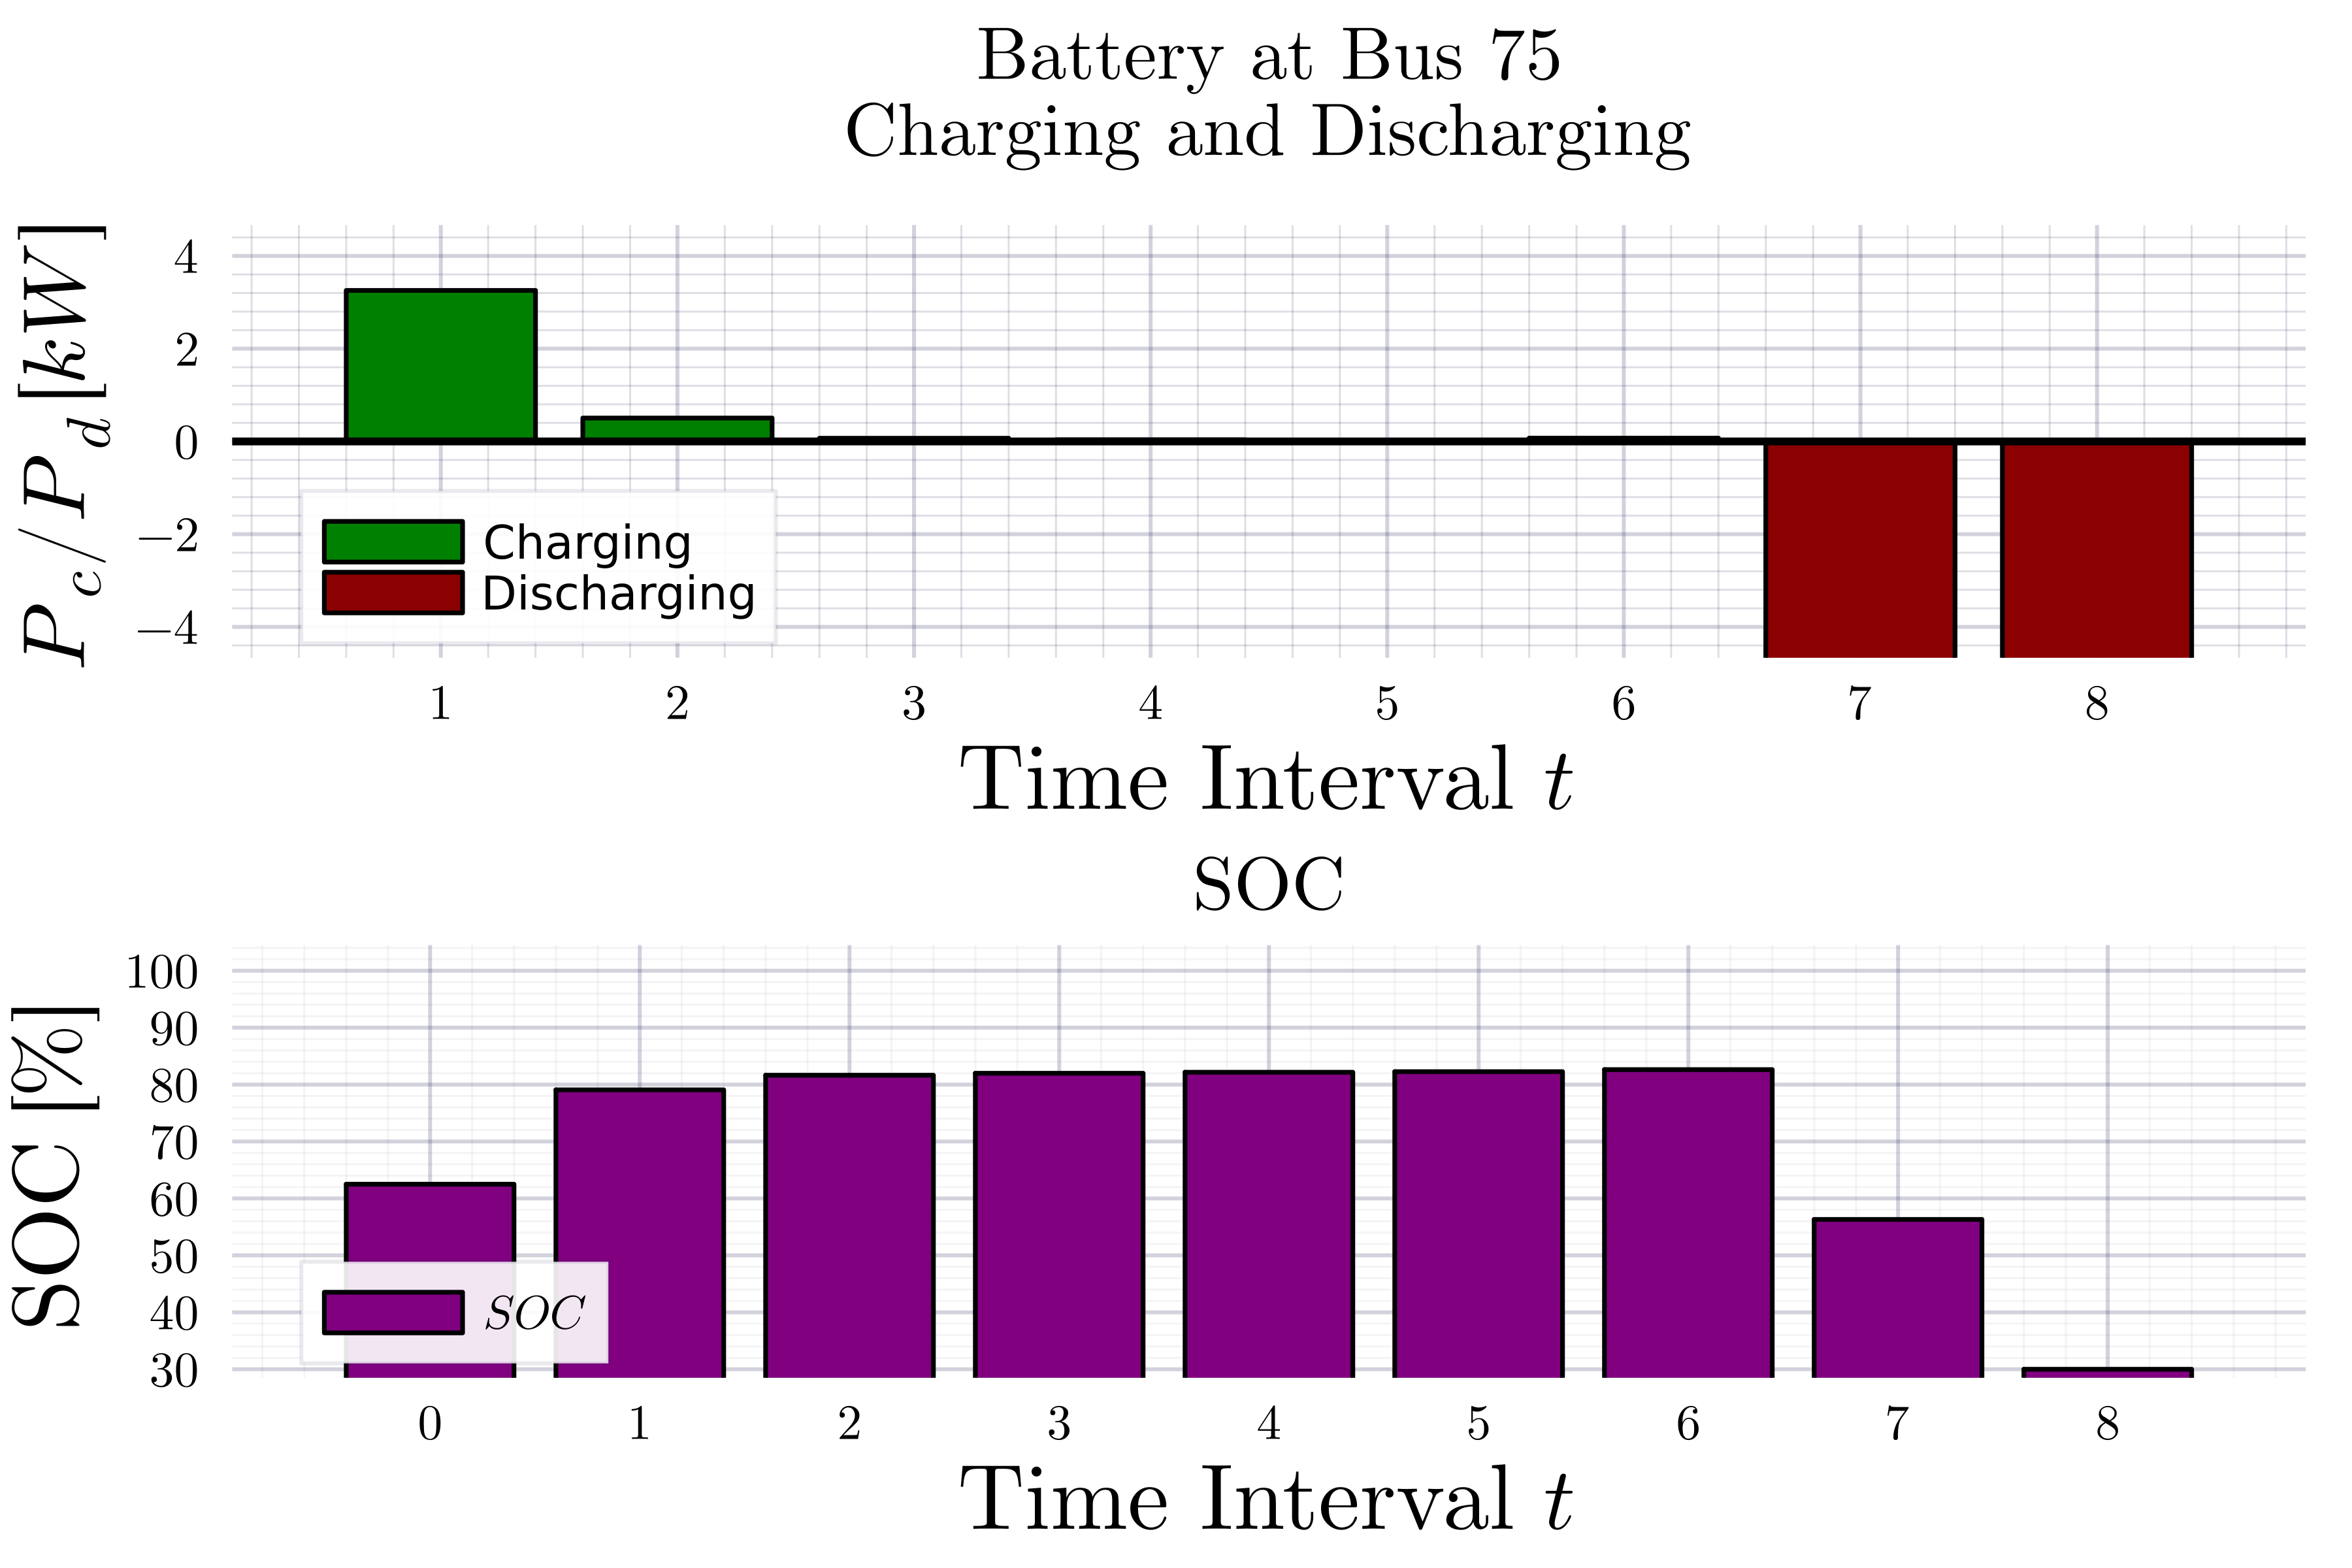 Battery at Bus 75
Charging and Discharging
P_c/P_d [kW]
4
2
0
−2
−4
Charging
Discharging
1 2 3 4 5 6 7 8
Time Interval t
SOC
SOC [%]
100
90
80
70
60
50
40
30
SOC
0 1 2 3 4 5 6 7 8
Time Interval t